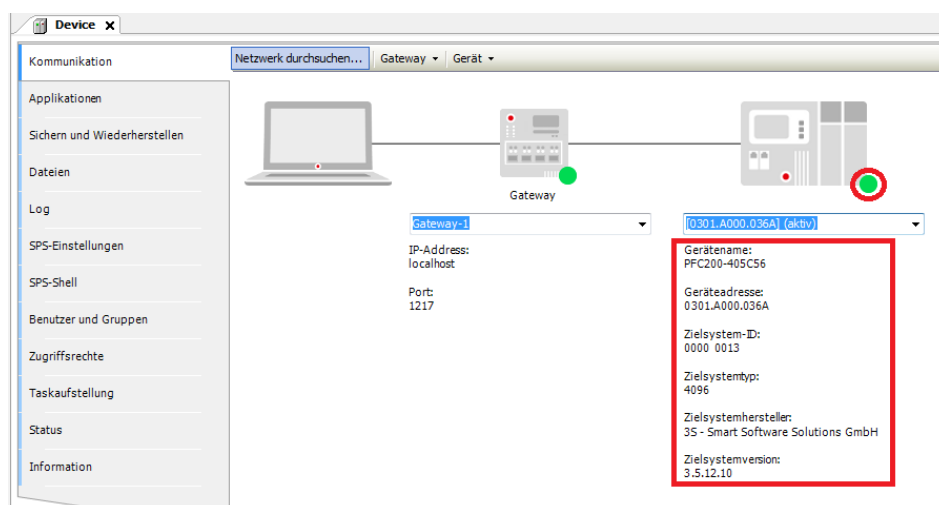 Device X
Netzwerk durchsuchen... Gateway Gerät
Kommunikation
Applikationen
Sichern und Wiederherstellen
Dateien
Log
SPS-Einstellungen
SPS-Shell
Benutzer und Gruppen
Zugriffsrechte
Taskaufstellung
Status
Information
Gateway
Gateway-1
IP-Address:
localhost
Port:
1217
[0301.A000.036A] (aktiv)
Gerätename:
PFC200-405C56
Geräteadresse:
0301.A000.036A
Zielsystem-ID:
0000 0013
Zielsystemtyp:
4096
Zielsystemhersteller:
3S - Smart Software Solutions GmbH
Zielsystemversion:
3.5.12.10